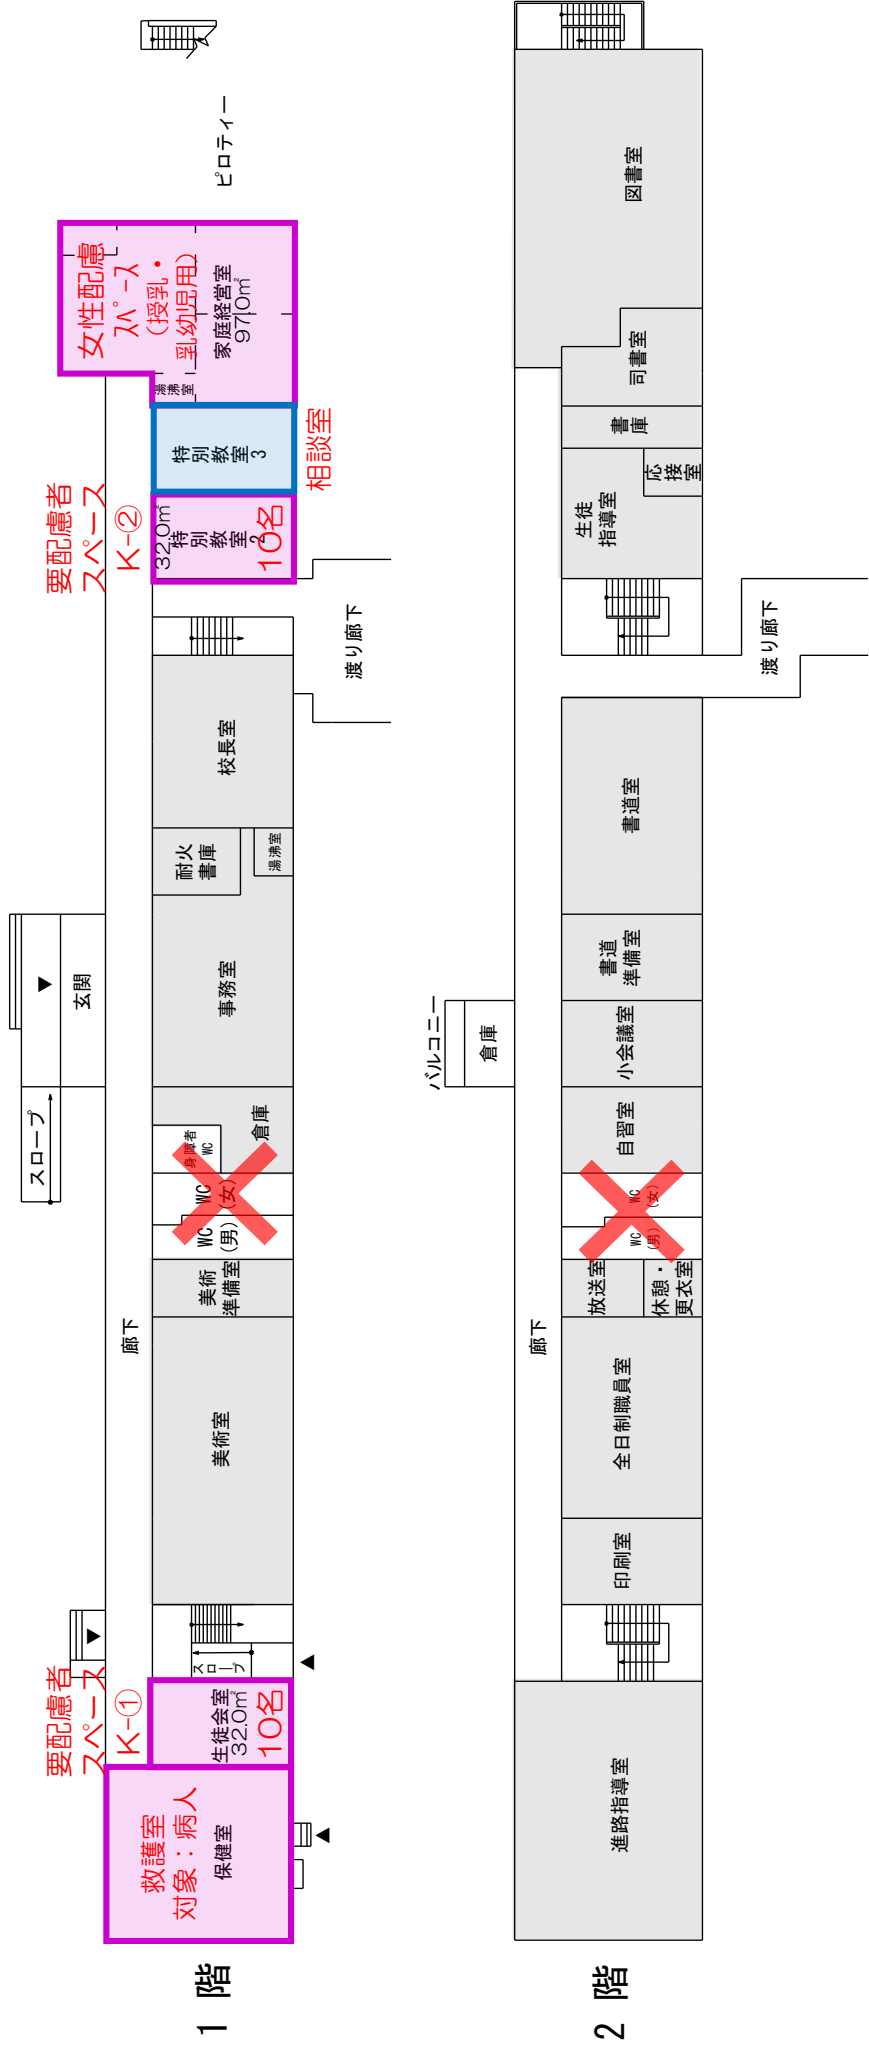 1 階
救護室
対象：病人
保健室
要配慮者
スペース
K-①
生徒会室
32.0㎡
10名
スロープ
廊下
美術室
美術
準備室
WC
(男)
WC
(女)
身障者
WC
倉庫
スロープ
玄関
事務室
耐火
書庫
湯沸室
校長室
渡り廊下
要配慮者
スペース
K-②
32.0㎡
特別教室2
10名
特別教室3
相談室
湯沸室
女性配慮
スペース
(授乳・
乳幼児用)
家庭経営室
97.0㎡
ピロティー
2 階
進路指導室
印刷室
全日制職員室
廊下
放送室
休憩・
更衣室
WC
(男)
WC
(女)
自習室
小会議室
バルコニー
倉庫
書道
準備室
書道室
渡り廊下
生徒
指導室
応接室
書庫
司書室
図書室